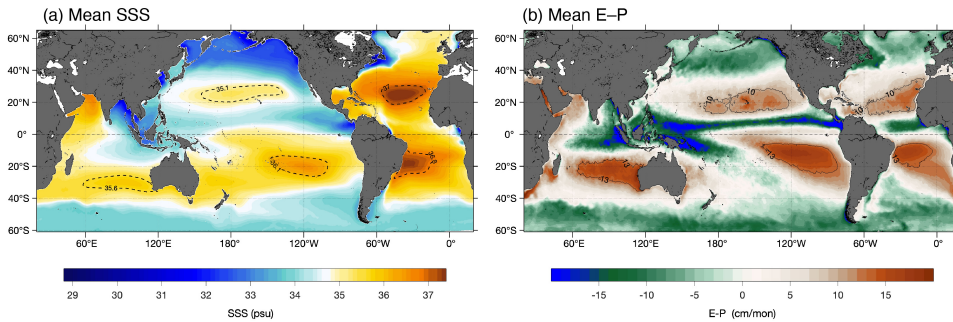 (a) Mean SSS
(b) Mean E–P
60°N
40°N
20°N
0°
20°S
40°S
60°S
35.1
37
35.6
60°E
120°E
180°
120°W
60°W
0°
60°N
40°N
20°N
0°
20°S
40°S
60°S
10
10
10
10
13
13
13
60°E
120°E
180°
120°W
60°W
0°
29
30
31
32
33
34
35
36
37
SSS (psu)
-15
-10
-5
0
5
10
15
E-P (cm/mon)